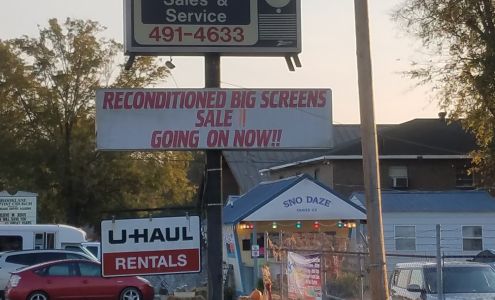 Sales &
Service
491-4633
RECONDITIONED BIG SCREENS
SALE !!
GOING ON NOW!!
SNO DAZE
U-HAUL
RENTALS